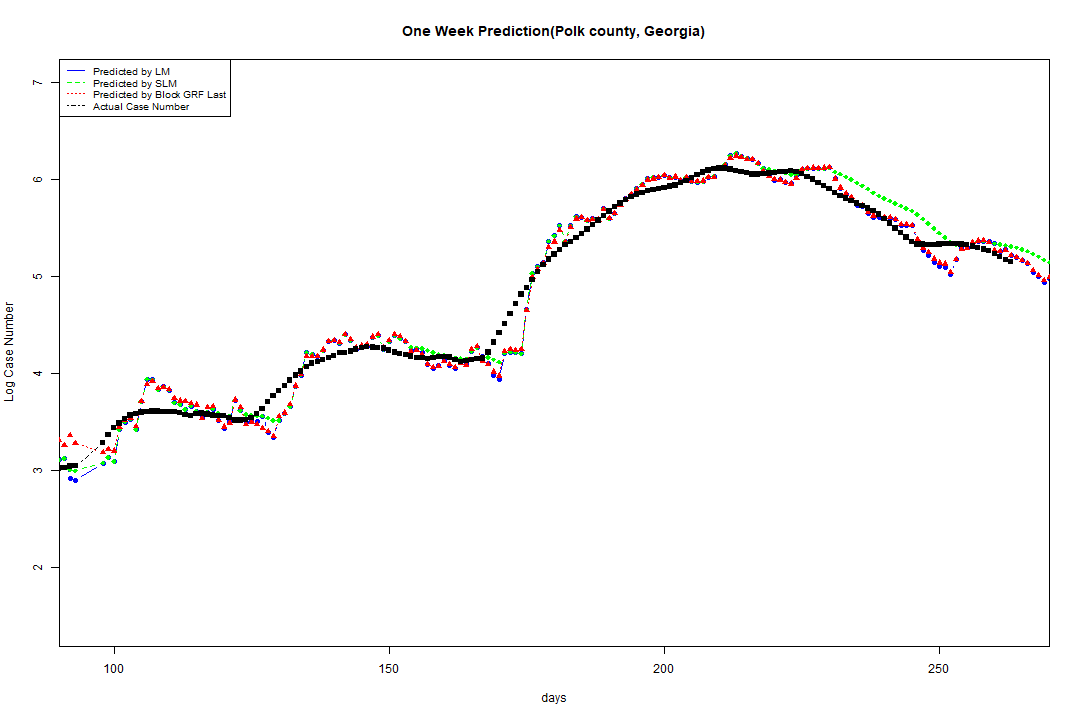 One Week Prediction(Polk county, Georgia)
Predicted by LM
Predicted by SLM
Predicted by Block GRF Last
Actual Case Number
7
6
5
4
3
2
Log Case Number
100
150
200
250
days